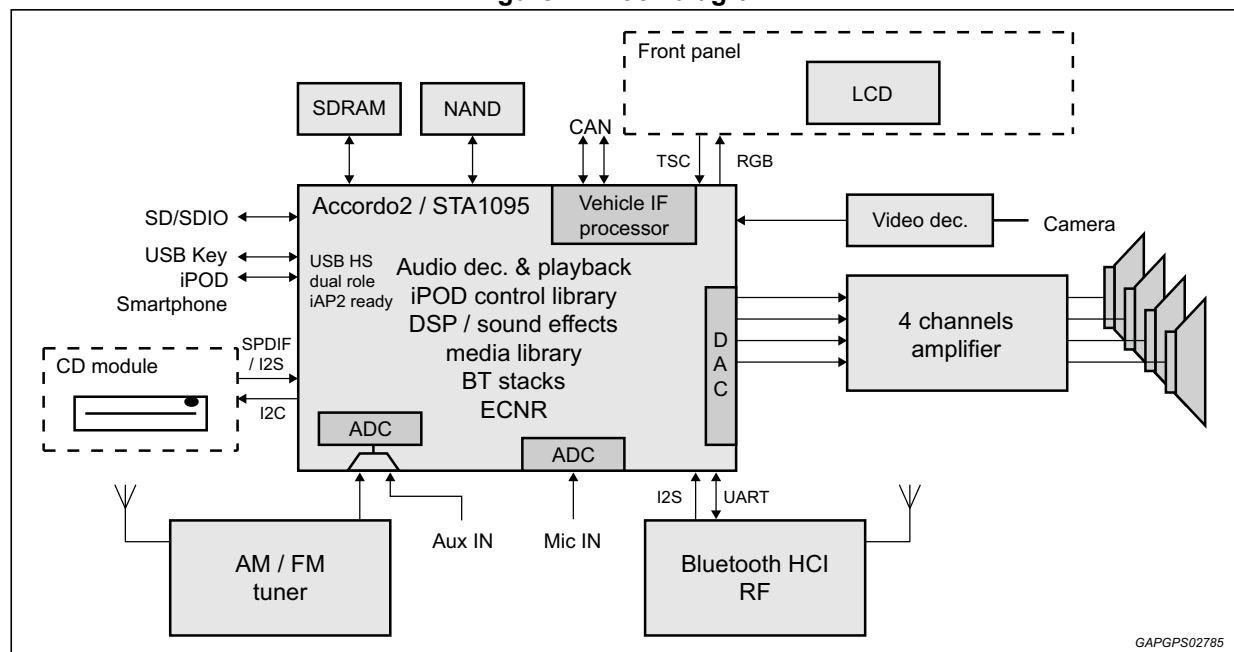 Front panel
LCD
SDRAM
NAND
CAN
TSC
RGB
SD/SDIO
Accordo2 / STA1095
Vehicle IF
processor
Video dec.
Camera
USB Key
iPOD
Smartphone
USB HS
dual role
iAP2 ready
Audio dec. & playback
iPOD control library
DSP / sound effects
media library
BT stacks
ECNR
D
A
C
4 channels
amplifier
SPDIF
/ I2S
CD module
I2C
ADC
ADC
I2S
UART
Aux IN
Mic IN
AM / FM
tuner
Bluetooth HCI
RF
GAPGPS02785